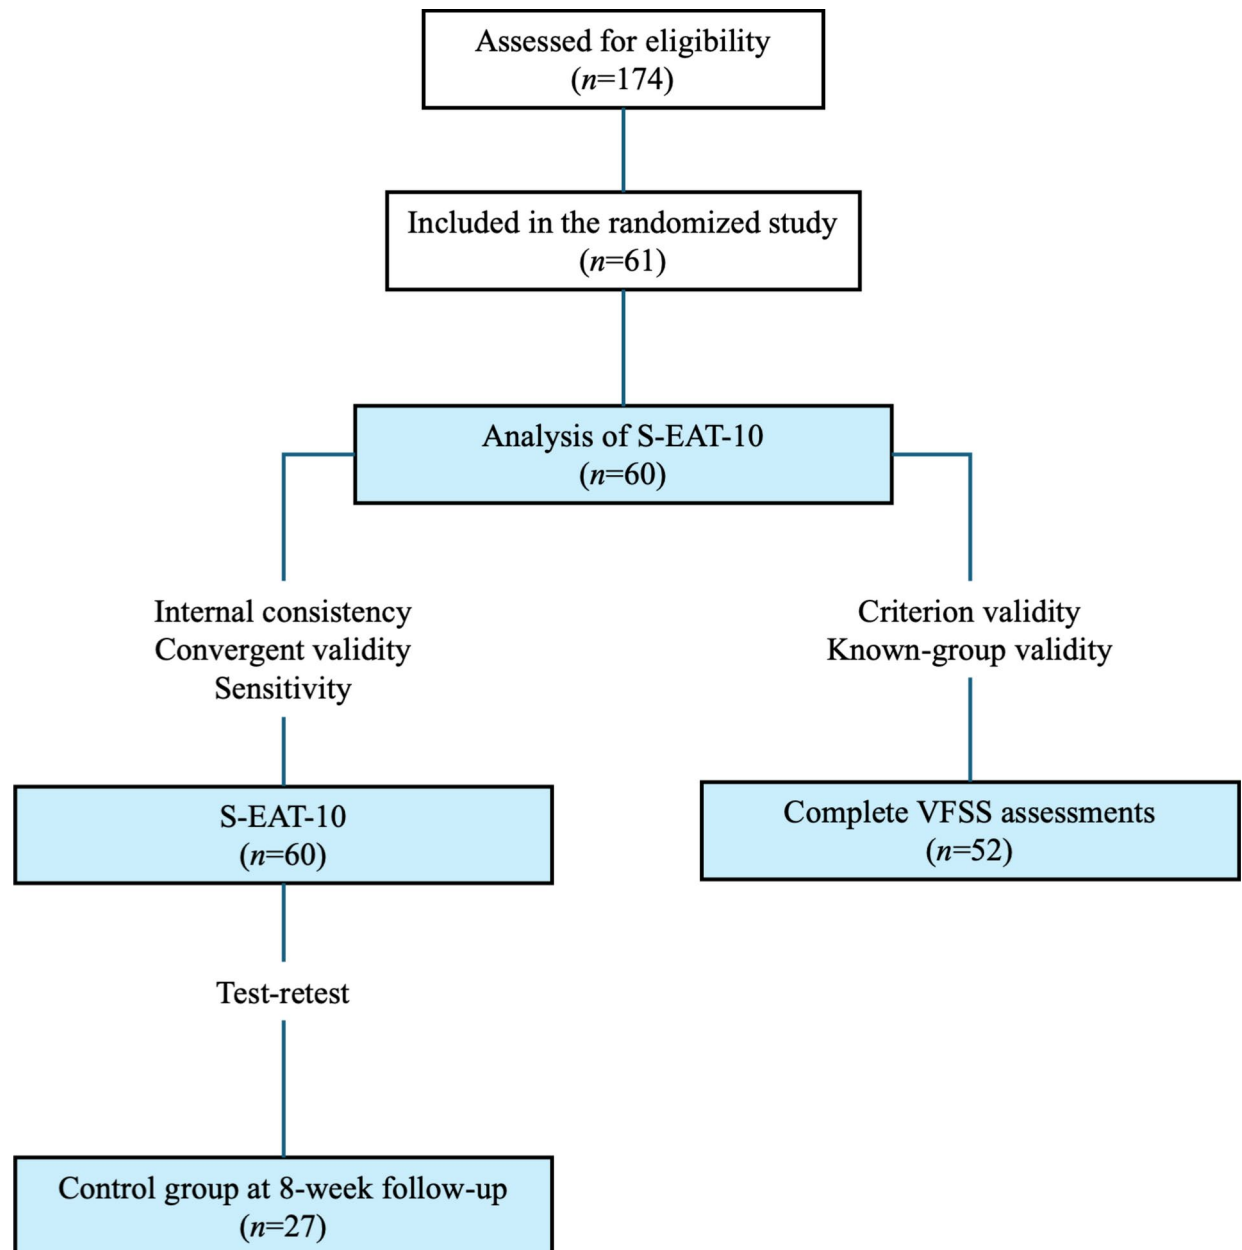 Assessed for eligibility
(n=174)
Included in the randomized study
(n=61)
Analysis of S-EAT-10
(n=60)
Internal consistency
Convergent validity
Sensitivity
Criterion validity
Known-group validity
S-EAT-10
(n=60)
Complete VFSS assessments
(n=52)
Test-retest
Control group at 8-week follow-up
(n=27)